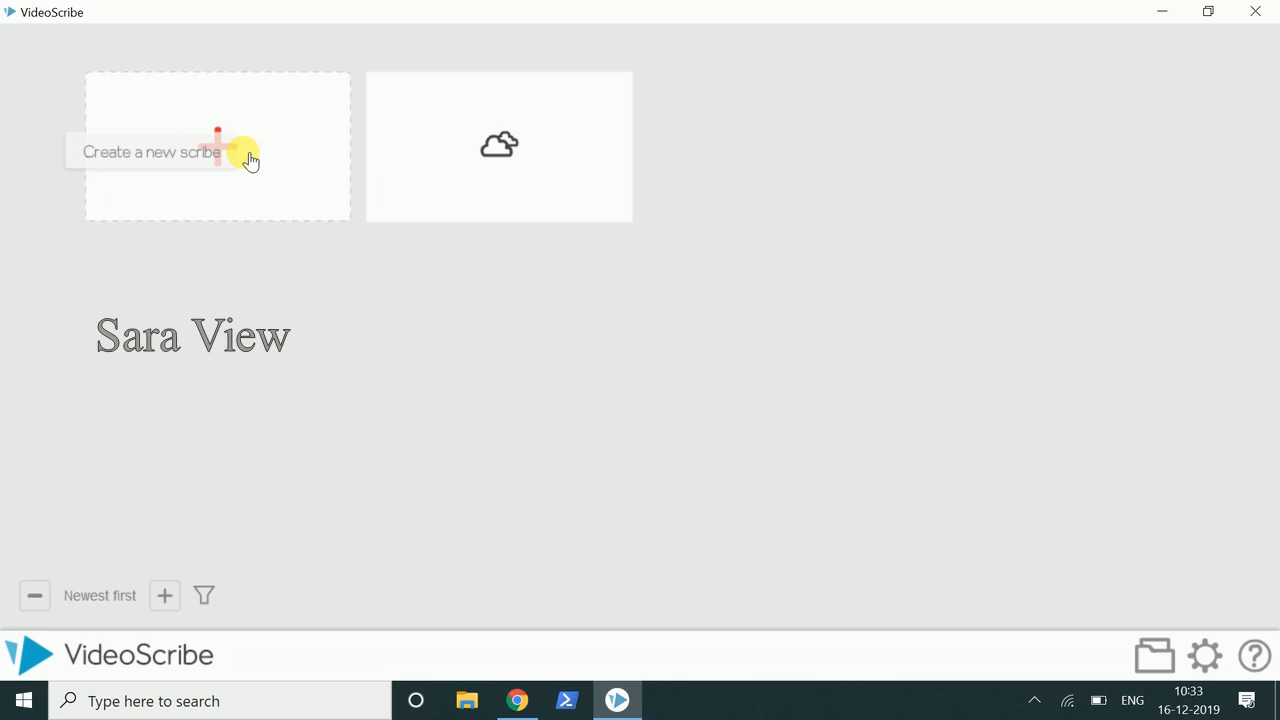 VideoScribe
Create a new scribe
Sara View
Newest first
VideoScribe
Type here to search
ENG
10:33
16-12-2019